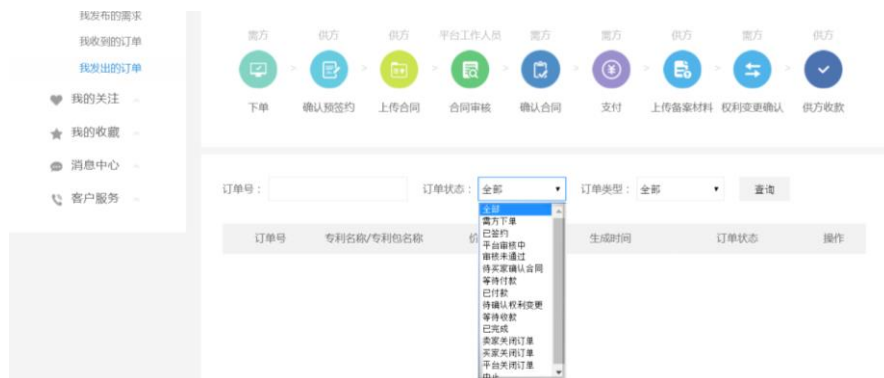 我发布的需求
我收到的订单
我发出的订单
我的关注
我的收藏
消息中心
客户服务
需方 供方 供方 平台工作人员 需方 需方 供方 需方 供方
下单 > 确认预签约 > 上传合同 > 合同审核 > 确认合同 > 支付 > 上传备案材料 > 权利变更确认 > 供方收款
订单号： 订单状态： 全部 订单类型： 全部 查询
订单号 专利名称/专利包名称 价 生成时间 订单状态 操作
全部
需方下单
已签约
平台审核中
审核未通过
待买家确认合同
等待付款
已付款
待确认权利变更
等待收款
已完成
卖家关闭订单
买家关闭订单
平台关闭订单